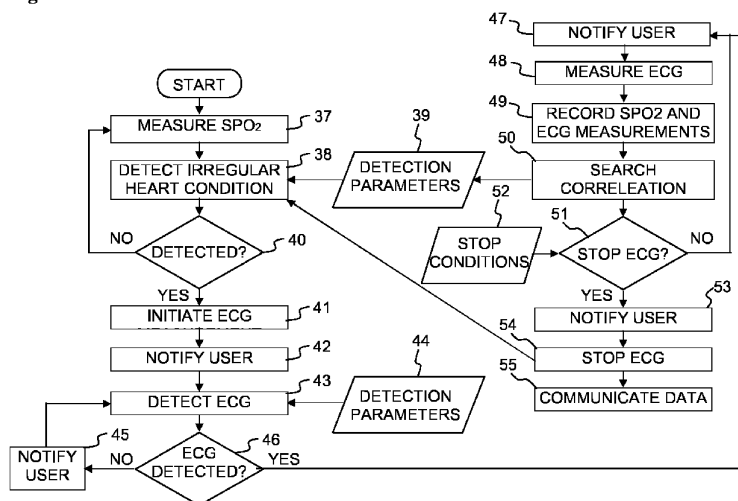 START
MEASURE SPO₂
37
38
DETECT IRREGULAR
HEART CONDITION
39
DETECTION
PARAMETERS
DETECTED?
40
NO
YES
INITIATE ECG
41
NOTIFY USER
42
DETECT ECG
43
44
DETECTION
PARAMETERS
45
NOTIFY
USER
NO
46
ECG
DETECTED?
YES
47
NOTIFY USER
48
MEASURE ECG
49
RECORD SPO2 AND
ECG MEASUREMENTS
50
SEARCH
CORRELEATION
52
STOP
CONDITIONS
51
STOP ECG?
NO
YES
53
NOTIFY USER
54
STOP ECG
55
COMMUNICATE DATA